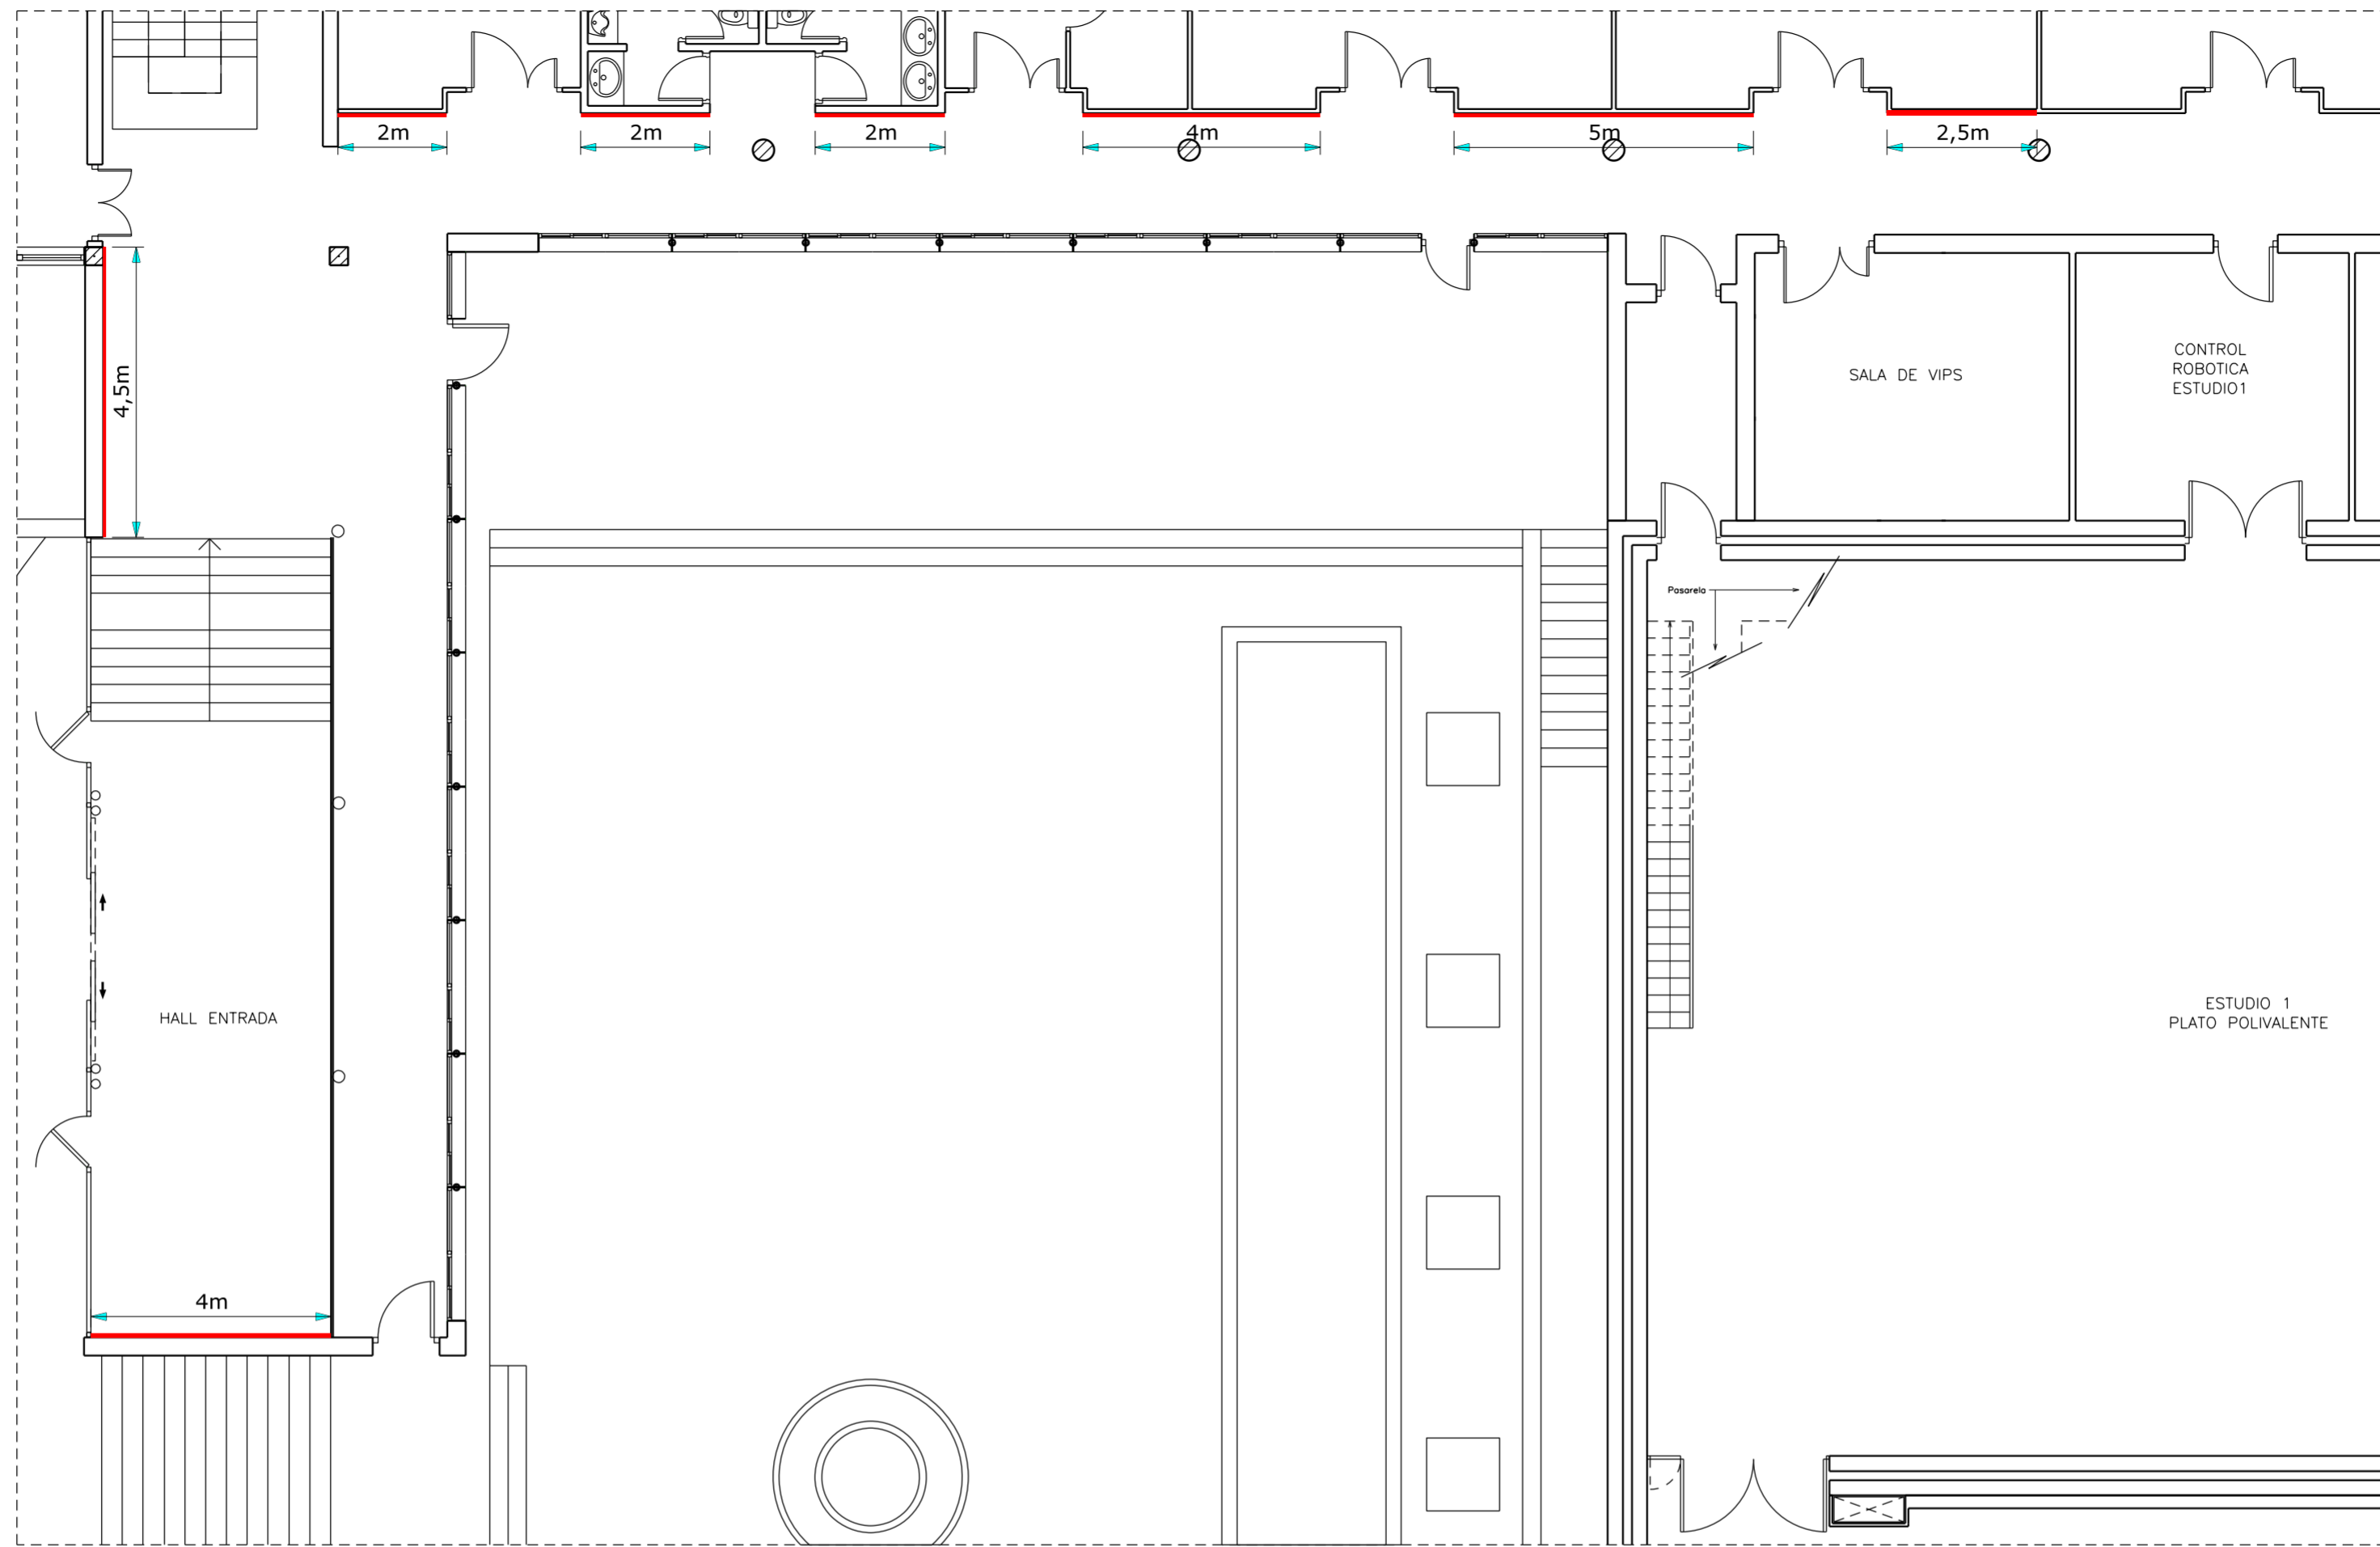 2m
2m
2m
4m
5m
2,5m
4,5m
SALA DE VIPS
CONTROL
ROBOTICA
ESTUDIO1
Pasarela
HALL ENTRADA
ESTUDIO 1
PLATO POLIVALENTE
4m